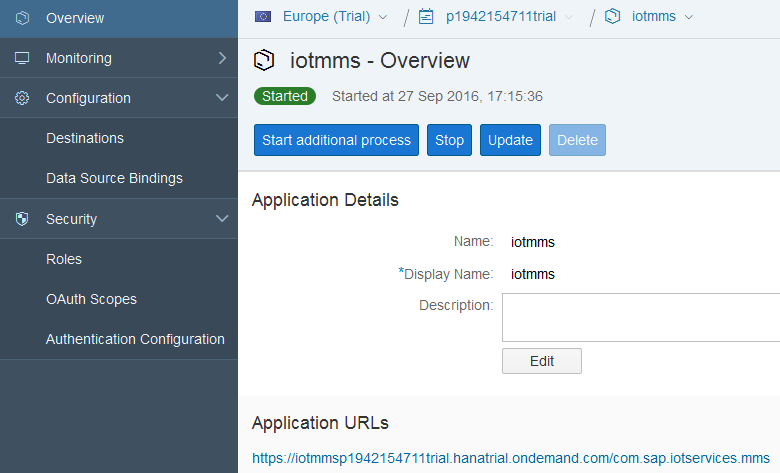 Overview
Monitoring
Configuration
Destinations
Data Source Bindings
Security
Roles
OAuth Scopes
Authentication Configuration
Europe (Trial) / p1942154711trial / iotmms
iotmms - Overview
Started Started at 27 Sep 2016, 17:15:36
Start additional process Stop Update Delete
Application Details
Name: iotmms
*Display Name: iotmms
Description:
Edit
Application URLs
https://iotmmsp1942154711trial.hanatrial.ondemand.com/com.sap.iotservices.mms